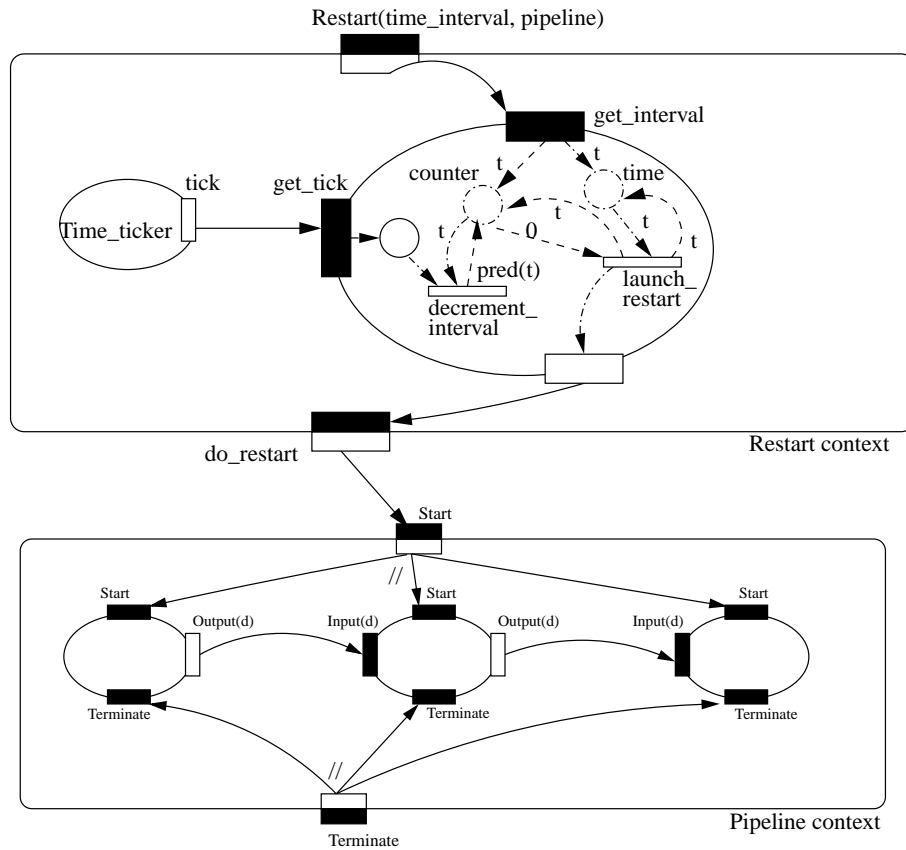 Restart(time_interval, pipeline)
get_interval
tick
get_tick
counter
t
t
time
Time_ticker
t
t
0
t
t
pred(t)
launch_
restart
decrement_
interval
Restart context
do_restart
Start
//
Start
Start
Start
Output(d)
Input(d)
Output(d)
Input(d)
Terminate
Terminate
Terminate
//
Terminate
Pipeline context